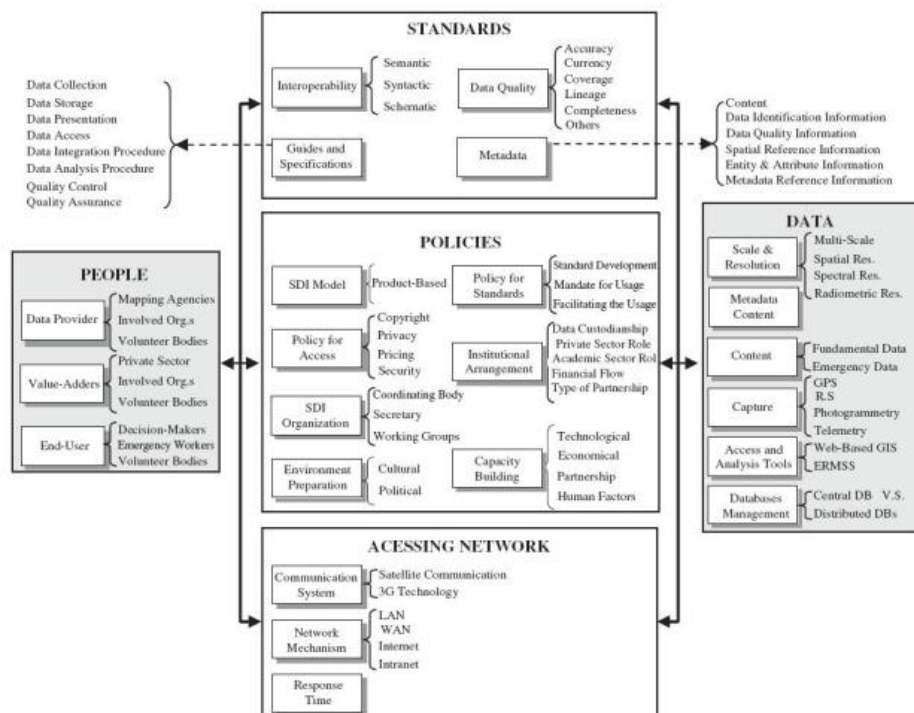 STANDARDS
Interoperability
Semantic
Syntactic
Schematic
Data Quality
Accuracy
Currency
Coverage
Lineage
Completeness
Others
Guides and
Specifications
Metadata
Data Collection
Data Storage
Data Presentation
Data Access
Data Integration Procedure
Data Analysis Procedure
Quality Control
Quality Assurance
Content
Data Identification Information
Data Quality Information
Spatial Reference Information
Entity & Attribute Information
Metadata Reference Information
PEOPLE
Data Provider
Mapping Agencies
Involved Org.s
Volunteer Bodies
Value-Adders
Private Sector
Involved Org.s
Volunteer Bodies
End-User
Decision-Makers
Emergency Workers
Volunteer Bodies
POLICIES
SDI Model
Product-Based
Policy for
Standards
Standard Development
Mandate for Usage
Facilitating the Usage
Policy for
Access
Copyright
Privacy
Pricing
Security
Institutional
Arrangement
Data Custodianship
Private Sector Role
Academic Sector Rol
Financial Flow
Type of Partnership
SDI
Organization
Coordinating Body
Secretary
Working Groups
Environment
Preparation
Cultural
Political
Capacity
Building
Technological
Economical
Partnership
Human Factors
DATA
Scale &
Resolution
Multi-Scale
Spatial Res.
Spectral Res.
Radiometric Res.
Metadata
Content
Content
Fundamental Data
Emergency Data
Capture
GPS
R.S
Photogrammetry
Telemetry
Access and
Analysis Tools
Web-Based GIS
ERMSS
Databases
Management
Central DB V.S.
Distributed DBs
ACESSING NETWORK
Communication
System
Satellite Communication
3G Technology
Network
Mechanism
LAN
WAN
Internet
Intranet
Response
Time